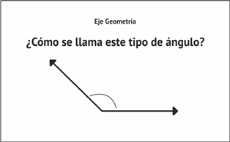 Eje Geometría
¿Cómo se llama este tipo de ángulo?